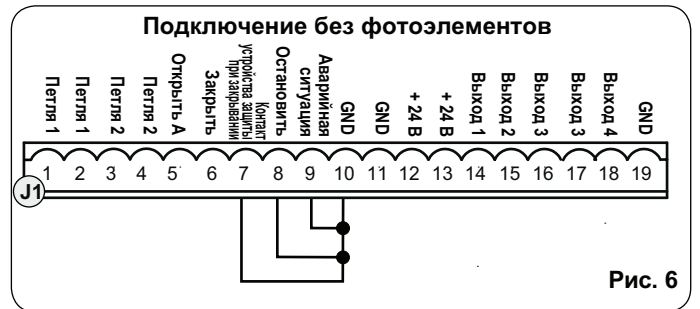 Подключение без фотоэлементов
Петля 1
Петля 1
Петля 2
Петля 2
Открыть А
Закрыть
Контакт
устройства защиты
при закрывании
Остановить
Аварийная
ситуация
GND
GND
+ 24 В
+ 24 В
Выход 1
Выход 2
Выход 3
Выход 3
Выход 4
GND
1 2 3 4 5 6 7 8 9 10 11 12 13 14 15 16 17 18 19
J1
Рис. 6